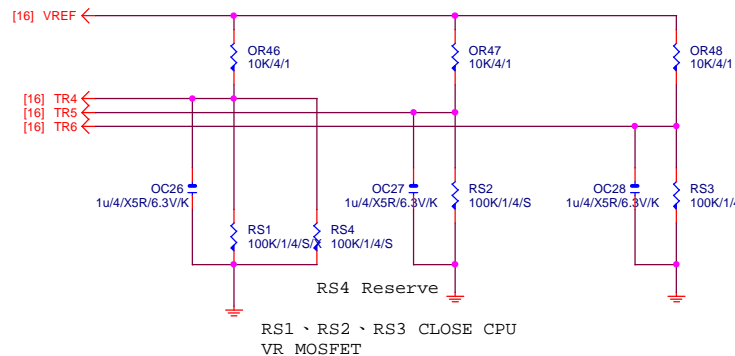 [16] VREF
OR46
10K/4/1
OR47
10K/4/1
OR48
10K/4/1
[16] TR4
[16] TR5
[16] TR6
OC26
1u/4/X5R/6.3V/K
RS1
100K/1/4/S/X
RS4
100K/1/4/S
OC27
1u/4/X5R/6.3V/K
RS2
100K/1/4/S
OC28
1u/4/X5R/6.3V/K
RS3
100K/1/4
RS4 Reserve
RS1、RS2、RS3 CLOSE CPU
VR MOSFET